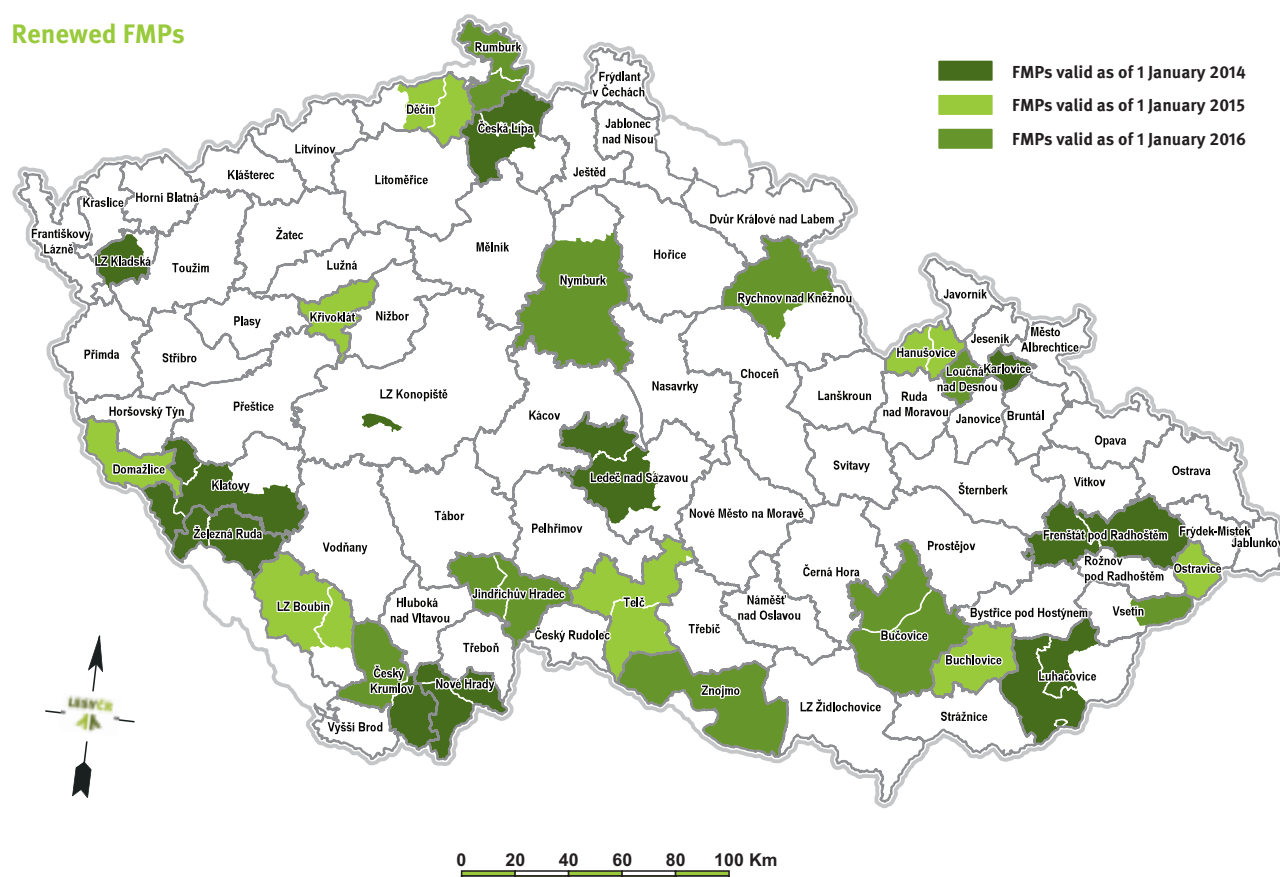 Renewed FMPs
FMPs valid as of 1 January 2014
FMPs valid as of 1 January 2015
FMPs valid as of 1 January 2016
Rumburk
Frýdlant
v Čechách
Děčín
Česká Lípa
Jablonec
nad Nisou
Litvínov
Ještěd
Klášterec
Litoměřice
Kraslice
Horní Blatná
Františkovy
Lázně
Žatec
Dvůr Králové nad Labem
LZ Kladská
Toužim
Lužná
Mělník
Hořice
Nymburk
Rychnov nad Kněžnou
Javorník
Plasy
Křivoklát
Nižbor
Přimda
Stříbro
Hanušovice
Jeseník
Město
Albrechtice
Loučná
nad Desnou
Karlovice
Nasavrky
Choceň
Lanškroun
Ruda
nad Moravou
Janovice
Bruntál
LZ Konopiště
Kácov
Horšovský Týn
Přeštice
Opava
Ostrava
Domažlice
Klatovy
Ledeč nad Sázavou
Svitavy
Šternberk
Vítkov
Železná Ruda
Vodňany
Tábor
Pelhřimov
Nové Město na Moravě
Prostějov
Frenštát pod Radhoštěm
Frýdek-Místek
Jablunkov
Rožnov
pod Radhoštěm
Ostravice
Černá Hora
LZ Boubín
Hluboká
nad Vltavou
Jindřichův Hradec
Telč
Náměšť
nad Oslavou
Třebíč
Bystřice pod Hostýnem
Vsetín
Český Rudolec
Bučovice
Třeboň
Buchlovice
Luhačovice
Český
Krumlov
Nové Hrady
Znojmo
LZ Židlochovice
Strážnice
Vyšší Brod
LESY ČR
0 20 40 60 80 100 Km